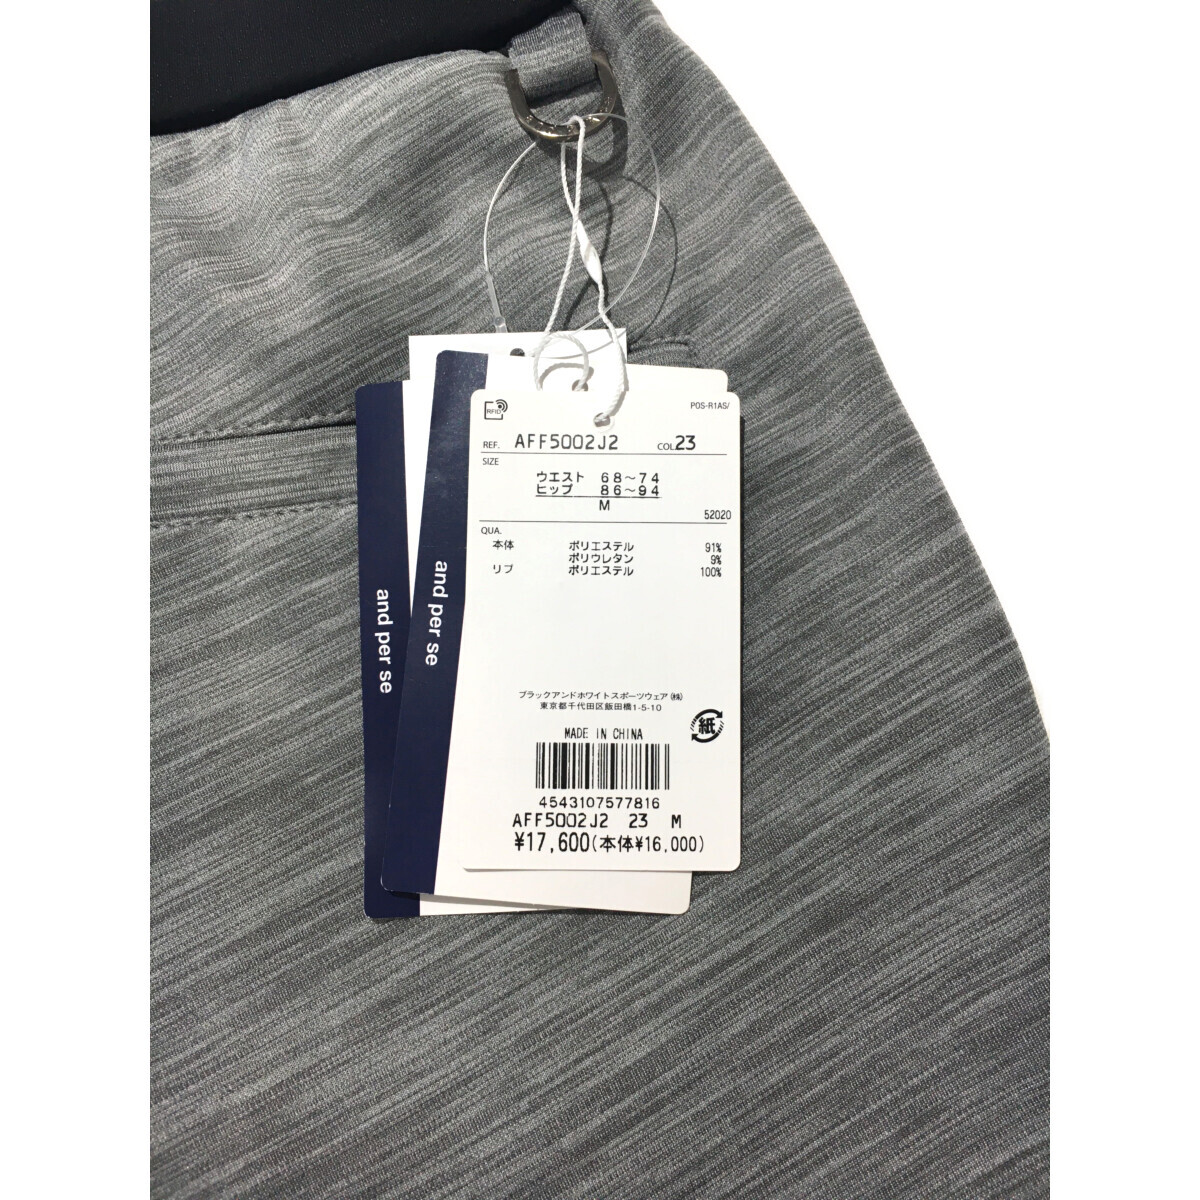 RFID
POS-R1AS/
REF. AFF5002J2 COL 23
SIZE
ウエスト 68~74
ヒップ 86~94
M
52020
QUA.
本体 ポリエステル 91%
ポリウレタン 9%
リブ ポリエステル 100%
ブラックアンドホワイトスポーツウェア(株)
東京都千代田区飯田橋1-5-10
紙
MADE IN CHINA
4543107577816
AFF5002J2 23 M
¥17,600(本体¥16,000)
and per se
and per se